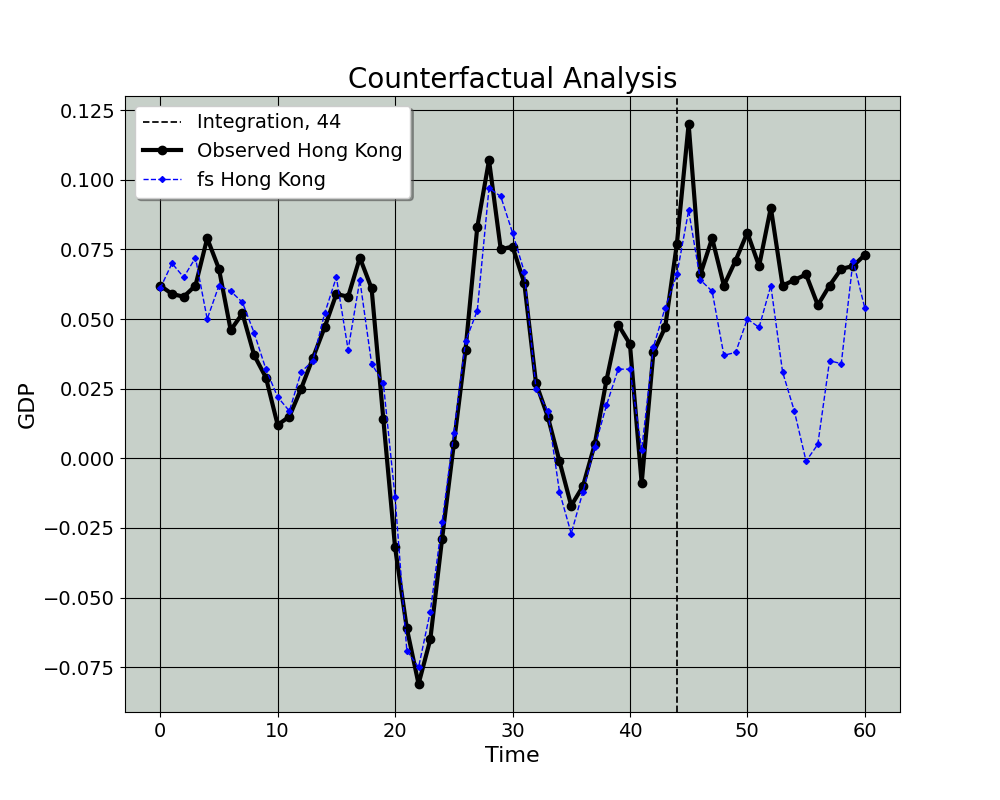 Counterfactual Analysis
Integration, 44
Observed Hong Kong
fs Hong Kong
0.125
0.100
0.075
0.050
0.025
0.000
−0.025
−0.050
−0.075
GDP
0 10 20 30 40 50 60
Time